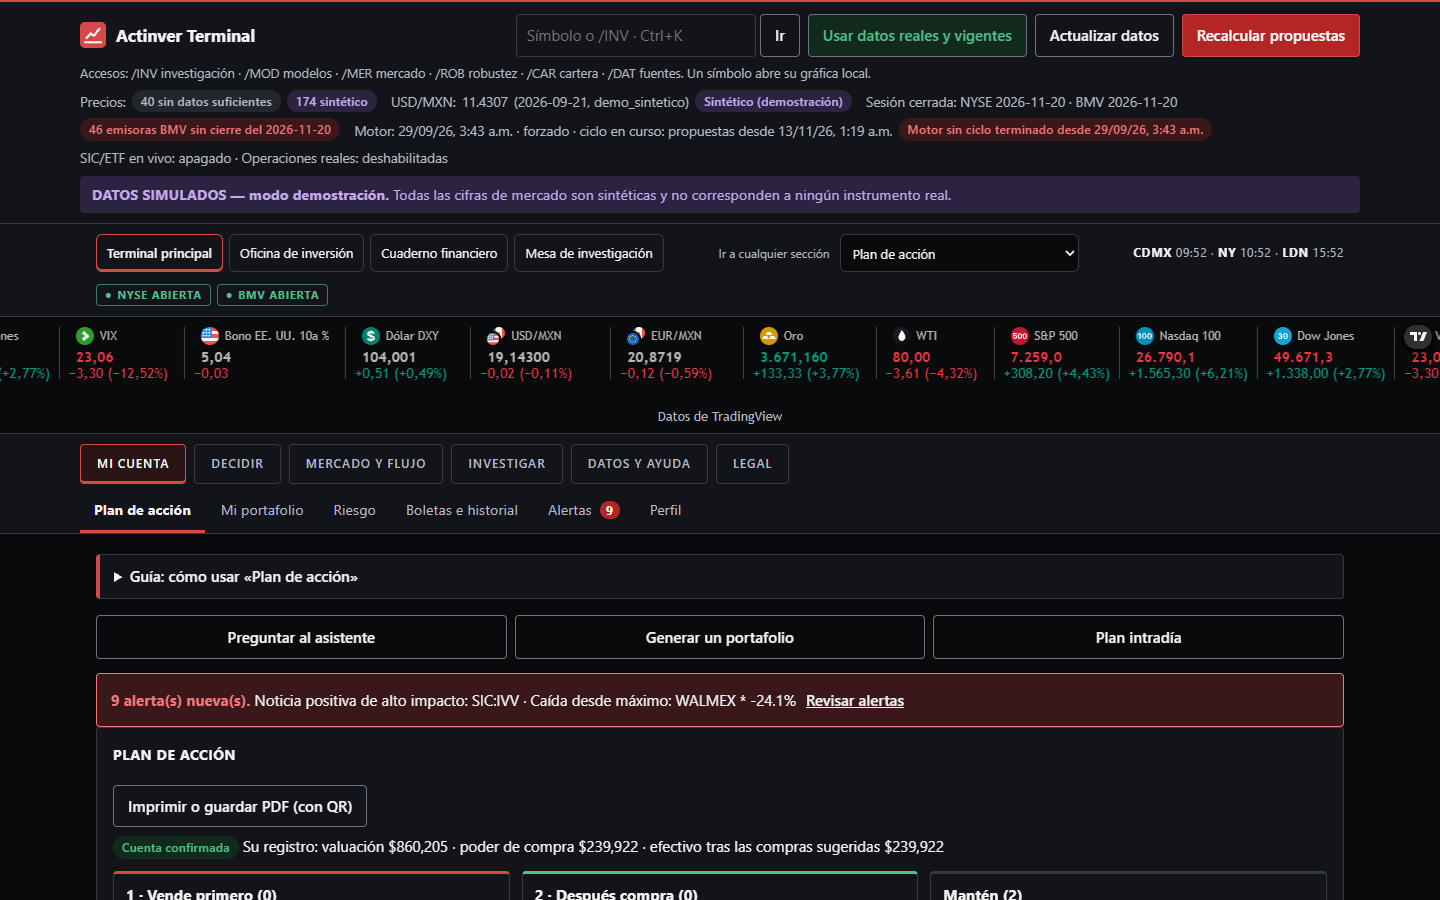 Actinver Terminal
Símbolo o /INV · Ctrl+K
Ir
Usar datos reales y vigentes
Actualizar datos
Recalcular propuestas
Accesos: /INV investigación · /MOD modelos · /MER mercado · /ROB robustez · /CAR cartera · /DAT fuentes. Un símbolo abre su gráfica local.
Precios: 40 sin datos suficientes 174 sintético USD/MXN: 11.4307 (2026-09-21, demo_sintetico) Sintético (demostración) Sesión cerrada: NYSE 2026-11-20 · BMV 2026-11-20
46 emisoras BMV sin cierre del 2026-11-20 Motor: 29/09/26, 3:43 a.m. · forzado · ciclo en curso: propuestas desde 13/11/26, 1:19 a.m. Motor sin ciclo terminado desde 29/09/26, 3:43 a.m.
SIC/ETF en vivo: apagado · Operaciones reales: deshabilitadas
DATOS SIMULADOS — modo demostración. Todas las cifras de mercado son sintéticas y no corresponden a ningún instrumento real.
Terminal principal
Oficina de inversión
Cuaderno financiero
Mesa de investigación
Ir a cualquier sección
Plan de acción
CDMX 09:52 · NY 10:52 · LDN 15:52
• NYSE ABIERTA
• BMV ABIERTA
nes VIX Bono EE. UU. 10a % Dólar DXY USD/MXN EUR/MXN Oro WTI S&P 500 Nasdaq 100 Dow Jones V
23,06 5,04 104,001 19,14300 20,8719 3.671,160 80,00 7.259,0 26.790,1 49.671,3 23,0
(+2,77%) −3,30 (−12,52%) −0,03 +0,51 (+0,49%) −0,02 (−0,11%) −0,12 (−0,59%) +133,33 (+3,77%) −3,61 (−4,32%) +308,20 (+4,43%) +1.565,30 (+6,21%) +1.338,00 (+2,77%) −3,30
Datos de TradingView
MI CUENTA
DECIDIR
MERCADO Y FLUJO
INVESTIGAR
DATOS Y AYUDA
LEGAL
Plan de acción
Mi portafolio
Riesgo
Boletas e historial
Alertas 9
Perfil
Guía: cómo usar «Plan de acción»
Preguntar al asistente
Generar un portafolio
Plan intradía
9 alerta(s) nueva(s). Noticia positiva de alto impacto: SIC:IVV · Caída desde máximo: WALMEX * -24.1% Revisar alertas
PLAN DE ACCIÓN
Imprimir o guardar PDF (con QR)
Cuenta confirmada Su registro: valuación $860,205 · poder de compra $239,922 · efectivo tras las compras sugeridas $239,922
1 · Vende primero (0)
2 · Después compra (0)
Mantén (2)